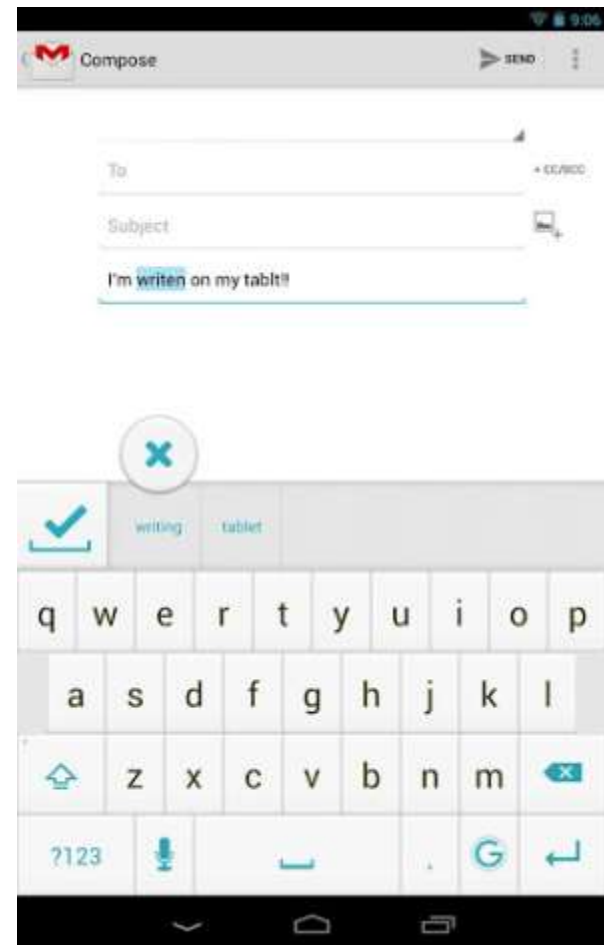 9:06
Compose
SEND
To
+ CC/BCC
Subject
I'm writen on my tablt!!
writing tablet
q w e r t y u i o p
a s d f g h j k l
z x c v b n m
?123 . G